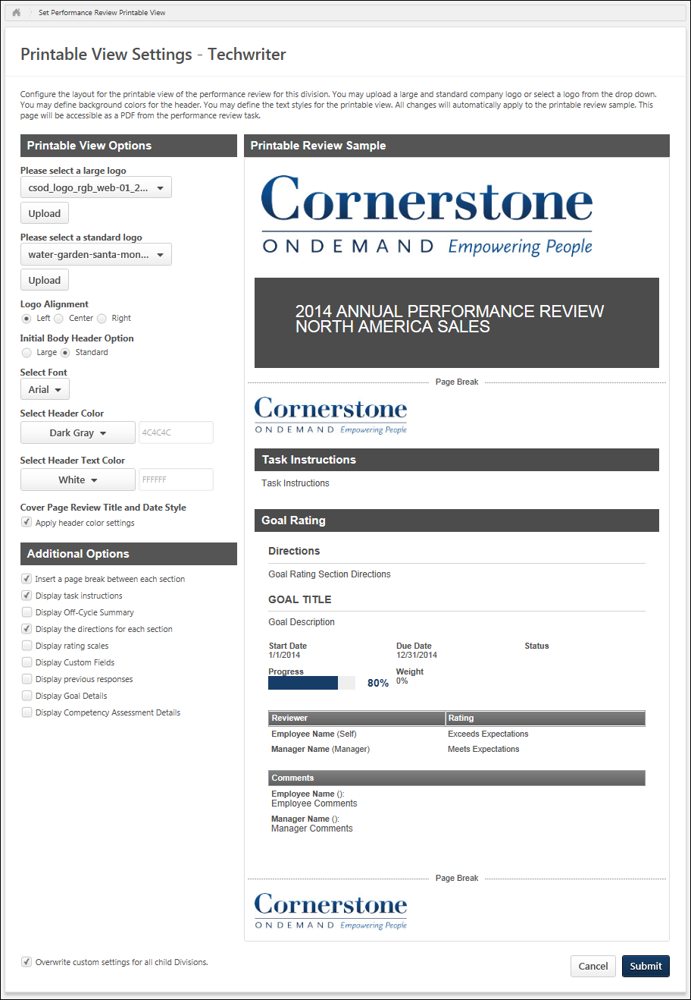 Set Performance Review Printable View
Printable View Settings - Techwriter
Configure the layout for the printable view of the performance review for this division. You may upload a large and standard company logo or select a logo from the drop down.
You may define background colors for the header. You may define the text styles for the printable view. All changes will automatically apply to the printable review sample. This
page will be accessible as a PDF from the performance review task.
Printable View Options
Please select a large logo
csod_logo_rgb_web-01_2...
Upload
Please select a standard logo
water-garden-santa-mon...
Upload
Logo Alignment
Left Center Right
Initial Body Header Option
Large Standard
Select Font
Arial
Select Header Color
Dark Gray 4C4C4C
Select Header Text Color
White FFFFFF
Cover Page Review Title and Date Style
Apply header color settings
Additional Options
Insert a page break between each section
Display task instructions
Display Off-Cycle Summary
Display the directions for each section
Display rating scales
Display Custom Fields
Display previous responses
Display Goal Details
Display Competency Assessment Details
Printable Review Sample
Cornerstone
ONDEMAND Empowering People
2014 ANNUAL PERFORMANCE REVIEW
NORTH AMERICA SALES
Page Break
Cornerstone
ONDEMAND Empowering People
Task Instructions
Task Instructions
Goal Rating
Directions
Goal Rating Section Directions
GOAL TITLE
Goal Description
Start Date Due Date Status
1/1/2014 12/31/2014
Progress Weight
80% 0%
Reviewer Rating
Employee Name (Self) Exceeds Expectations
Manager Name (Manager) Meets Expectations
Comments
Employee Name ():
Employee Comments
Manager Name ():
Manager Comments
Page Break
Cornerstone
ONDEMAND Empowering People
Overwrite custom settings for all child Divisions.
Cancel Submit